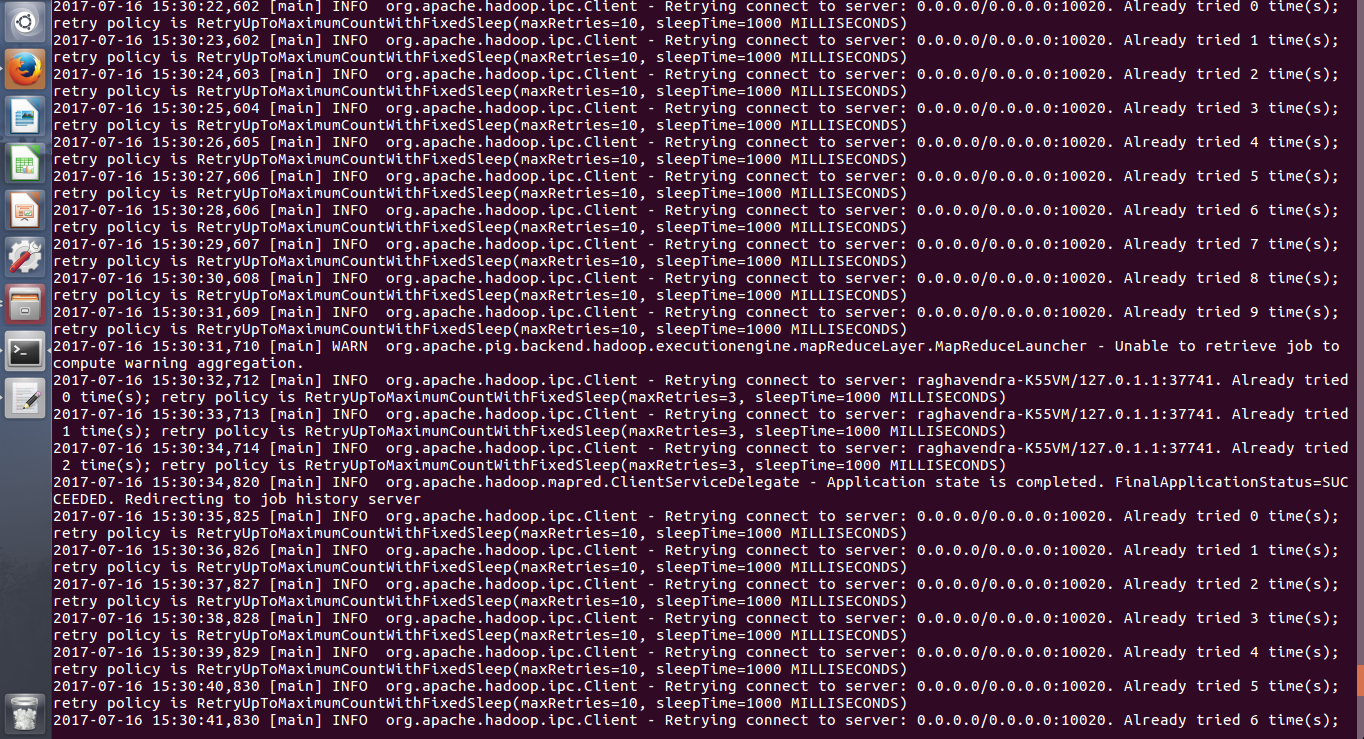 2017-07-16 15:30:22,602 [main] INFO  org.apache.hadoop.ipc.Client - Retrying connect to server: 0.0.0.0/0.0.0.0:10020. Already tried 0 time(s);
retry policy is RetryUpToMaximumCountWithFixedSleep(maxRetries=10, sleepTime=1000 MILLISECONDS)
2017-07-16 15:30:23,602 [main] INFO  org.apache.hadoop.ipc.Client - Retrying connect to server: 0.0.0.0/0.0.0.0:10020. Already tried 1 time(s);
retry policy is RetryUpToMaximumCountWithFixedSleep(maxRetries=10, sleepTime=1000 MILLISECONDS)
2017-07-16 15:30:24,603 [main] INFO  org.apache.hadoop.ipc.Client - Retrying connect to server: 0.0.0.0/0.0.0.0:10020. Already tried 2 time(s);
retry policy is RetryUpToMaximumCountWithFixedSleep(maxRetries=10, sleepTime=1000 MILLISECONDS)
2017-07-16 15:30:25,604 [main] INFO  org.apache.hadoop.ipc.Client - Retrying connect to server: 0.0.0.0/0.0.0.0:10020. Already tried 3 time(s);
retry policy is RetryUpToMaximumCountWithFixedSleep(maxRetries=10, sleepTime=1000 MILLISECONDS)
2017-07-16 15:30:26,605 [main] INFO  org.apache.hadoop.ipc.Client - Retrying connect to server: 0.0.0.0/0.0.0.0:10020. Already tried 4 time(s);
retry policy is RetryUpToMaximumCountWithFixedSleep(maxRetries=10, sleepTime=1000 MILLISECONDS)
2017-07-16 15:30:27,606 [main] INFO  org.apache.hadoop.ipc.Client - Retrying connect to server: 0.0.0.0/0.0.0.0:10020. Already tried 5 time(s);
retry policy is RetryUpToMaximumCountWithFixedSleep(maxRetries=10, sleepTime=1000 MILLISECONDS)
2017-07-16 15:30:28,606 [main] INFO  org.apache.hadoop.ipc.Client - Retrying connect to server: 0.0.0.0/0.0.0.0:10020. Already tried 6 time(s);
retry policy is RetryUpToMaximumCountWithFixedSleep(maxRetries=10, sleepTime=1000 MILLISECONDS)
2017-07-16 15:30:29,607 [main] INFO  org.apache.hadoop.ipc.Client - Retrying connect to server: 0.0.0.0/0.0.0.0:10020. Already tried 7 time(s);
retry policy is RetryUpToMaximumCountWithFixedSleep(maxRetries=10, sleepTime=1000 MILLISECONDS)
2017-07-16 15:30:30,608 [main] INFO  org.apache.hadoop.ipc.Client - Retrying connect to server: 0.0.0.0/0.0.0.0:10020. Already tried 8 time(s);
retry policy is RetryUpToMaximumCountWithFixedSleep(maxRetries=10, sleepTime=1000 MILLISECONDS)
2017-07-16 15:30:31,609 [main] INFO  org.apache.hadoop.ipc.Client - Retrying connect to server: 0.0.0.0/0.0.0.0:10020. Already tried 9 time(s);
retry policy is RetryUpToMaximumCountWithFixedSleep(maxRetries=10, sleepTime=1000 MILLISECONDS)
2017-07-16 15:30:31,710 [main] WARN  org.apache.pig.backend.hadoop.executionengine.mapReduceLayer.MapReduceLauncher - Unable to retrieve job to
compute warning aggregation.
2017-07-16 15:30:32,712 [main] INFO  org.apache.hadoop.ipc.Client - Retrying connect to server: raghavendra-K55VM/127.0.1.1:37741. Already tried
0 time(s); retry policy is RetryUpToMaximumCountWithFixedSleep(maxRetries=3, sleepTime=1000 MILLISECONDS)
2017-07-16 15:30:33,713 [main] INFO  org.apache.hadoop.ipc.Client - Retrying connect to server: raghavendra-K55VM/127.0.1.1:37741. Already tried
1 time(s); retry policy is RetryUpToMaximumCountWithFixedSleep(maxRetries=3, sleepTime=1000 MILLISECONDS)
2017-07-16 15:30:34,714 [main] INFO  org.apache.hadoop.ipc.Client - Retrying connect to server: raghavendra-K55VM/127.0.1.1:37741. Already tried
2 time(s); retry policy is RetryUpToMaximumCountWithFixedSleep(maxRetries=3, sleepTime=1000 MILLISECONDS)
2017-07-16 15:30:34,820 [main] INFO  org.apache.hadoop.mapred.ClientServiceDelegate - Application state is completed. FinalApplicationStatus=SUC
CEEDED. Redirecting to job history server
2017-07-16 15:30:35,825 [main] INFO  org.apache.hadoop.ipc.Client - Retrying connect to server: 0.0.0.0/0.0.0.0:10020. Already tried 0 time(s);
retry policy is RetryUpToMaximumCountWithFixedSleep(maxRetries=10, sleepTime=1000 MILLISECONDS)
2017-07-16 15:30:36,826 [main] INFO  org.apache.hadoop.ipc.Client - Retrying connect to server: 0.0.0.0/0.0.0.0:10020. Already tried 1 time(s);
retry policy is RetryUpToMaximumCountWithFixedSleep(maxRetries=10, sleepTime=1000 MILLISECONDS)
2017-07-16 15:30:37,827 [main] INFO  org.apache.hadoop.ipc.Client - Retrying connect to server: 0.0.0.0/0.0.0.0:10020. Already tried 2 time(s);
retry policy is RetryUpToMaximumCountWithFixedSleep(maxRetries=10, sleepTime=1000 MILLISECONDS)
2017-07-16 15:30:38,828 [main] INFO  org.apache.hadoop.ipc.Client - Retrying connect to server: 0.0.0.0/0.0.0.0:10020. Already tried 3 time(s);
retry policy is RetryUpToMaximumCountWithFixedSleep(maxRetries=10, sleepTime=1000 MILLISECONDS)
2017-07-16 15:30:39,829 [main] INFO  org.apache.hadoop.ipc.Client - Retrying connect to server: 0.0.0.0/0.0.0.0:10020. Already tried 4 time(s);
retry policy is RetryUpToMaximumCountWithFixedSleep(maxRetries=10, sleepTime=1000 MILLISECONDS)
2017-07-16 15:30:40,830 [main] INFO  org.apache.hadoop.ipc.Client - Retrying connect to server: 0.0.0.0/0.0.0.0:10020. Already tried 5 time(s);
retry policy is RetryUpToMaximumCountWithFixedSleep(maxRetries=10, sleepTime=1000 MILLISECONDS)
2017-07-16 15:30:41,830 [main] INFO  org.apache.hadoop.ipc.Client - Retrying connect to server: 0.0.0.0/0.0.0.0:10020. Already tried 6 time(s);